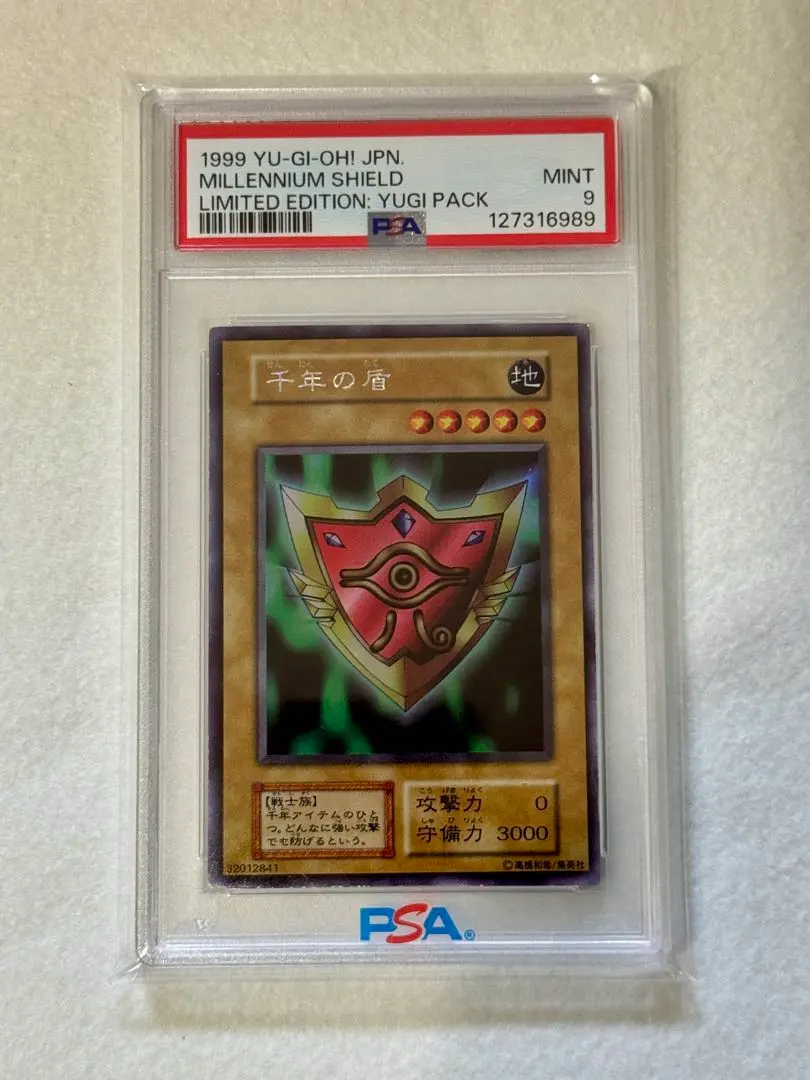 1999 YU-GI-OH! JPN.
MILLENNIUM SHIELD MINT
LIMITED EDITION: YUGI PACK 9
PSA 127316989
千年の盾 地
【戦士族】
千年アイテムのひと
つ。どんなに強い攻撃
でも防げるという。
攻撃力 0
守備力 3000
32012841 ©高橋和希/集英社
PSA®